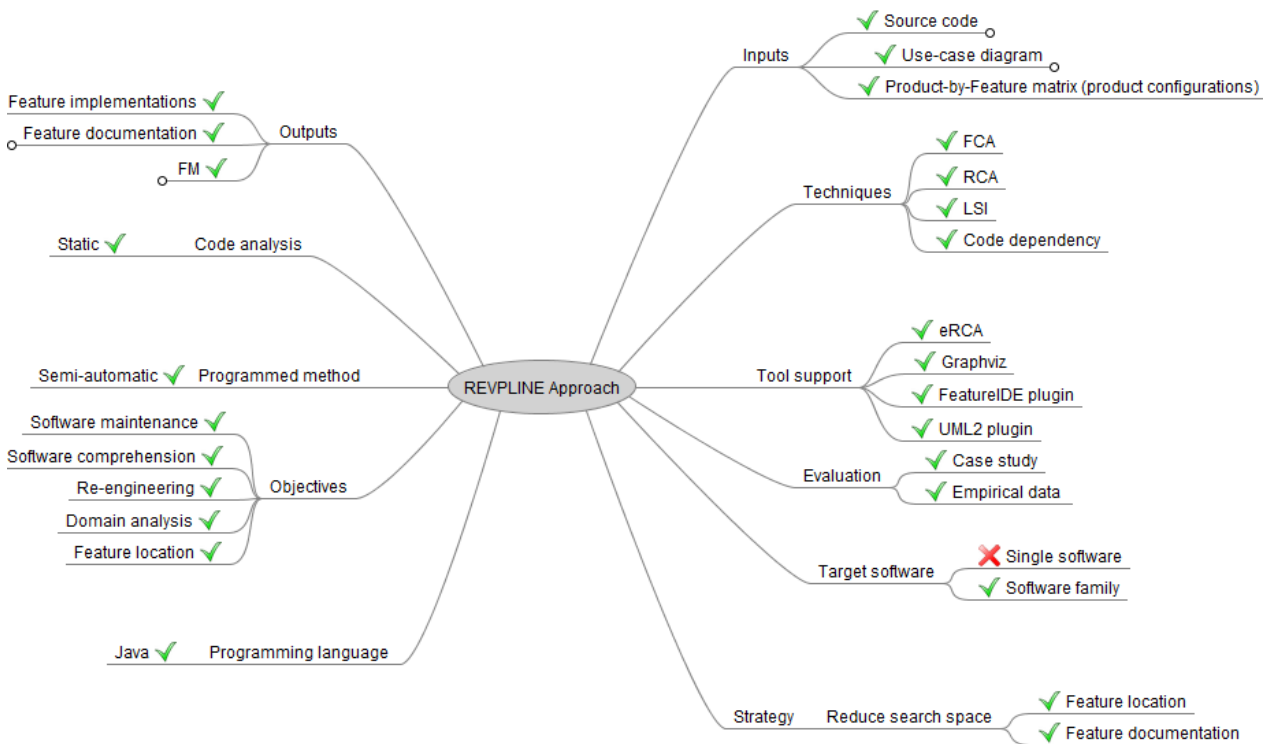 REVPLINE Approach
Inputs
Source code
Use-case diagram
Product-by-Feature matrix (product configurations)
Techniques
FCA
RCA
LSI
Code dependency
Tool support
eRCA
Graphviz
FeatureIDE plugin
UML2 plugin
Evaluation
Case study
Empirical data
Target software
Single software
Software family
Strategy
Reduce search space
Feature location
Feature documentation
Outputs
Feature implementations
Feature documentation
FM
Code analysis
Static
Programmed method
Semi-automatic
Objectives
Software maintenance
Software comprehension
Re-engineering
Domain analysis
Feature location
Programming language
Java